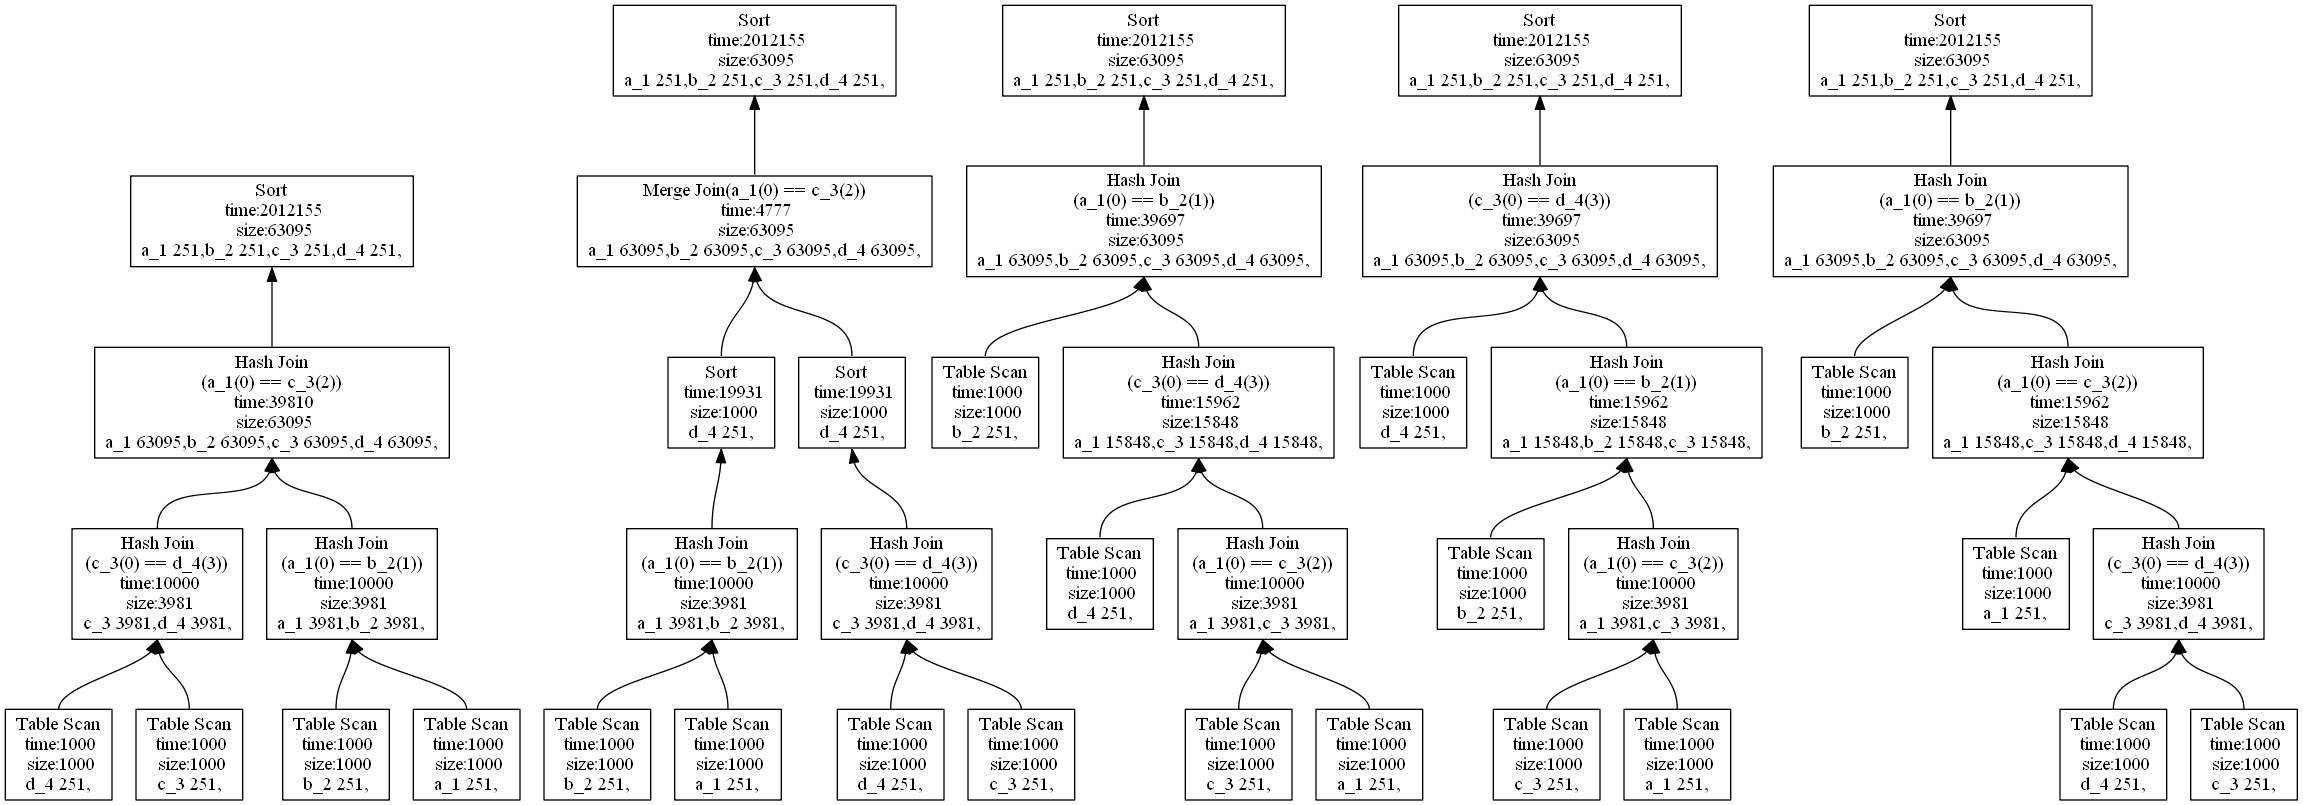 Sort
time:2012155
size:63095
a_1 251,b_2 251,c_3 251,d_4 251,
Hash Join
(a_1(0) == c_3(2))
time:39810
size:63095
a_1 63095,b_2 63095,c_3 63095,d_4 63095,
Hash Join
(c_3(0) == d_4(3))
time:10000
size:3981
c_3 3981,d_4 3981,
Hash Join
(a_1(0) == b_2(1))
time:10000
size:3981
a_1 3981,b_2 3981,
Table Scan
time:1000
size:1000
d_4 251,
Table Scan
time:1000
size:1000
c_3 251,
Table Scan
time:1000
size:1000
b_2 251,
Table Scan
time:1000
size:1000
a_1 251,
Sort
time:2012155
size:63095
a_1 251,b_2 251,c_3 251,d_4 251,
Merge Join(a_1(0) == c_3(2))
time:4777
size:63095
a_1 63095,b_2 63095,c_3 63095,d_4 63095,
Sort
time:19931
size:1000
d_4 251,
Sort
time:19931
size:1000
d_4 251,
Hash Join
(a_1(0) == b_2(1))
time:10000
size:3981
a_1 3981,b_2 3981,
Hash Join
(c_3(0) == d_4(3))
time:10000
size:3981
c_3 3981,d_4 3981,
Table Scan
time:1000
size:1000
b_2 251,
Table Scan
time:1000
size:1000
a_1 251,
Table Scan
time:1000
size:1000
d_4 251,
Table Scan
time:1000
size:1000
c_3 251,
Sort
time:2012155
size:63095
a_1 251,b_2 251,c_3 251,d_4 251,
Hash Join
(a_1(0) == b_2(1))
time:39697
size:63095
a_1 63095,b_2 63095,c_3 63095,d_4 63095,
Table Scan
time:1000
size:1000
b_2 251,
Hash Join
(c_3(0) == d_4(3))
time:15962
size:15848
a_1 15848,c_3 15848,d_4 15848,
Table Scan
time:1000
size:1000
d_4 251,
Hash Join
(a_1(0) == c_3(2))
time:10000
size:3981
a_1 3981,c_3 3981,
Table Scan
time:1000
size:1000
c_3 251,
Table Scan
time:1000
size:1000
a_1 251,
Sort
time:2012155
size:63095
a_1 251,b_2 251,c_3 251,d_4 251,
Hash Join
(c_3(0) == d_4(3))
time:39697
size:63095
a_1 63095,b_2 63095,c_3 63095,d_4 63095,
Table Scan
time:1000
size:1000
d_4 251,
Hash Join
(a_1(0) == b_2(1))
time:15962
size:15848
a_1 15848,b_2 15848,c_3 15848,
Table Scan
time:1000
size:1000
b_2 251,
Hash Join
(a_1(0) == c_3(2))
time:10000
size:3981
a_1 3981,c_3 3981,
Table Scan
time:1000
size:1000
c_3 251,
Table Scan
time:1000
size:1000
a_1 251,
Sort
time:2012155
size:63095
a_1 251,b_2 251,c_3 251,d_4 251,
Hash Join
(a_1(0) == b_2(1))
time:39697
size:63095
a_1 63095,b_2 63095,c_3 63095,d_4 63095,
Table Scan
time:1000
size:1000
b_2 251,
Hash Join
(a_1(0) == c_3(2))
time:15962
size:15848
a_1 15848,c_3 15848,d_4 15848,
Table Scan
time:1000
size:1000
a_1 251,
Hash Join
(c_3(0) == d_4(3))
time:10000
size:3981
c_3 3981,d_4 3981,
Table Scan
time:1000
size:1000
d_4 251,
Table Scan
time:1000
size:1000
c_3 251,